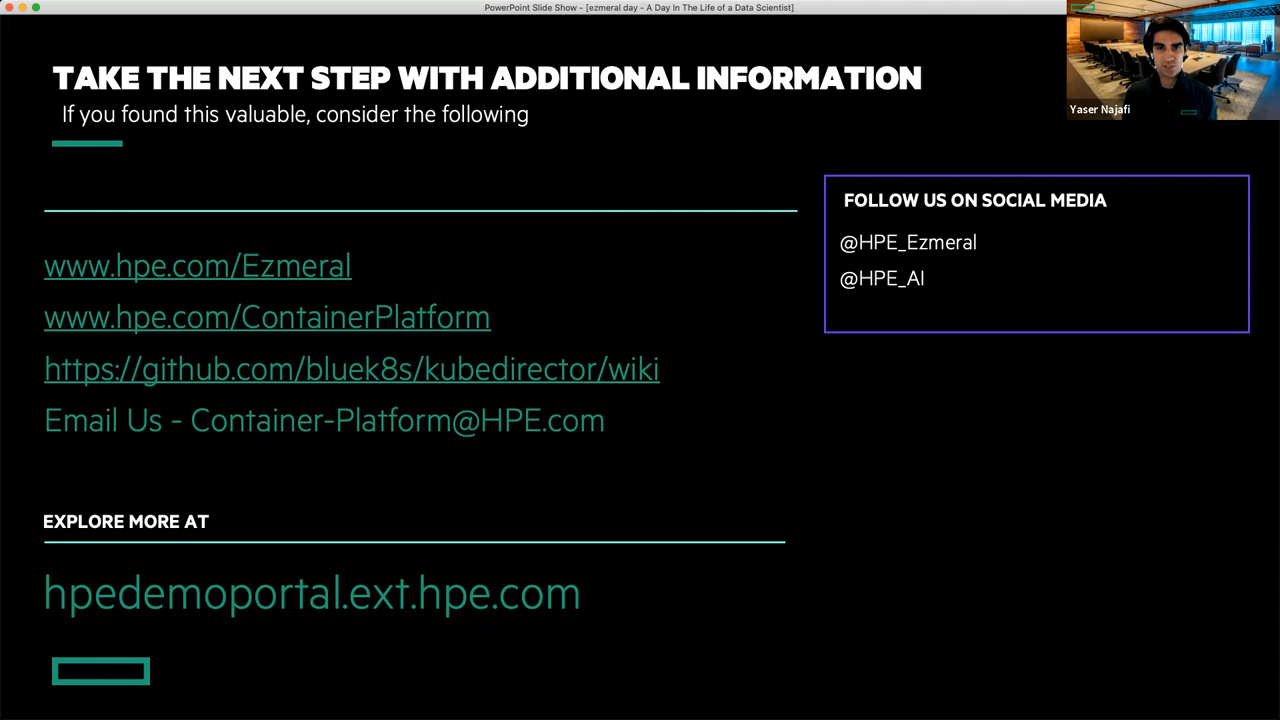 PowerPoint Slide Show - [ezmeral day - A Day In The Life of a Data Scientist]
TAKE THE NEXT STEP WITH ADDITIONAL INFORMATION
If you found this valuable, consider the following
Yaser Najafi
www.hpe.com/Ezmeral
www.hpe.com/ContainerPlatform
https://github.com/bluek8s/kubedirector/wiki
Email Us - Container-Platform@HPE.com
FOLLOW US ON SOCIAL MEDIA
@HPE_Ezmeral
@HPE_AI
EXPLORE MORE AT
hpedemoportal.ext.hpe.com